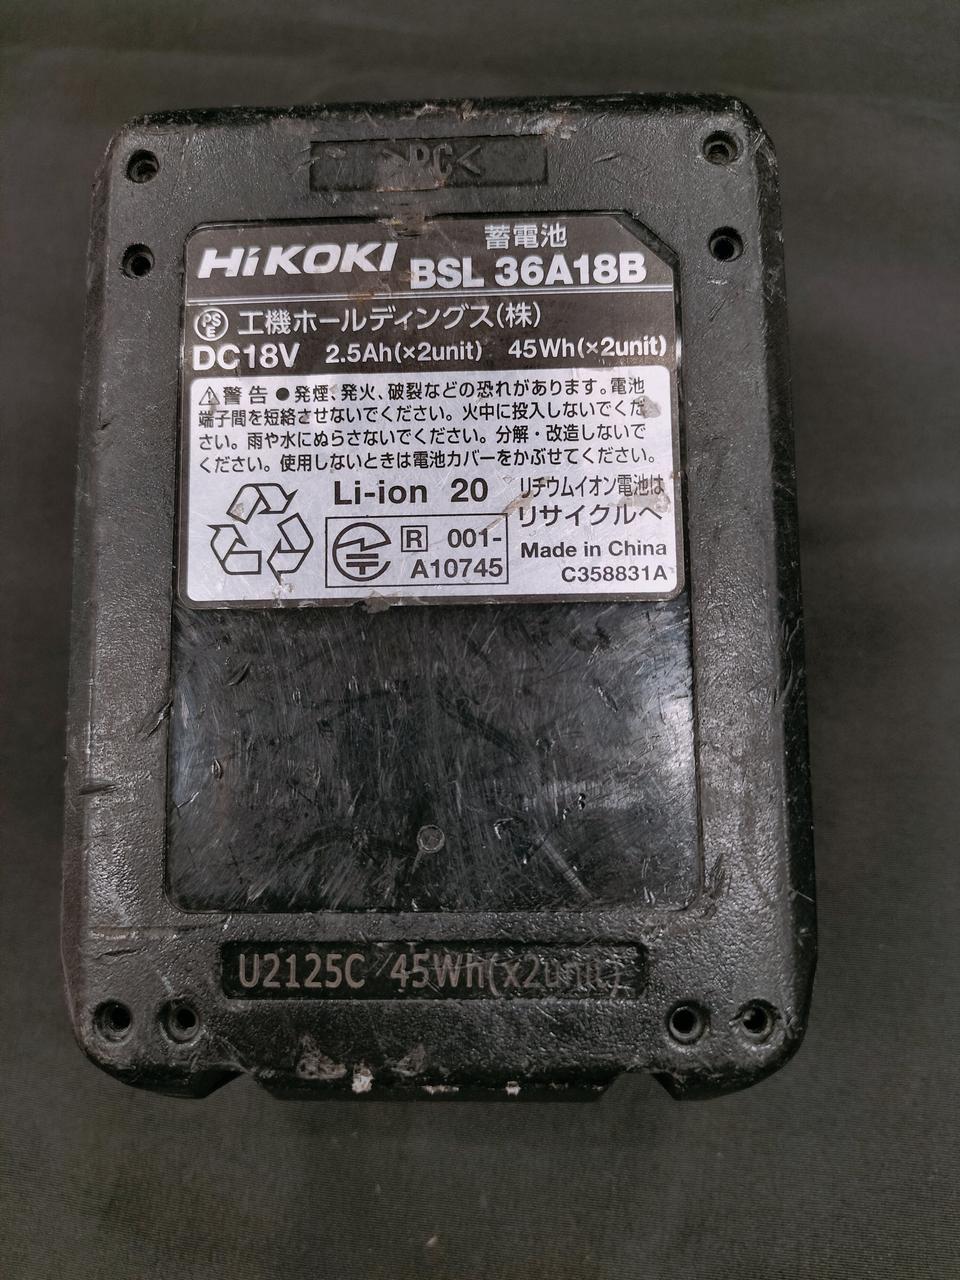 >PC<
HiKOKI
蓄電池
BSL 36A18B
PS
E
工機ホールディングス(株)
DC18V 2.5Ah(×2unit) 45Wh(×2unit)
⚠警告 ●発煙、発火、破裂などの恐れがあります。電池
端子間を短絡させないでください。火中に投入しないでくだ
さい。雨や水にぬらさないでください。分解・改造しないで
ください。使用しないときは電池カバーをかぶせてください。
Li-ion 20
リチウムイオン電池は
リサイクルへ
R 001-
A10745
Made in China
C358831A
U2125C 45Wh(x2unit)